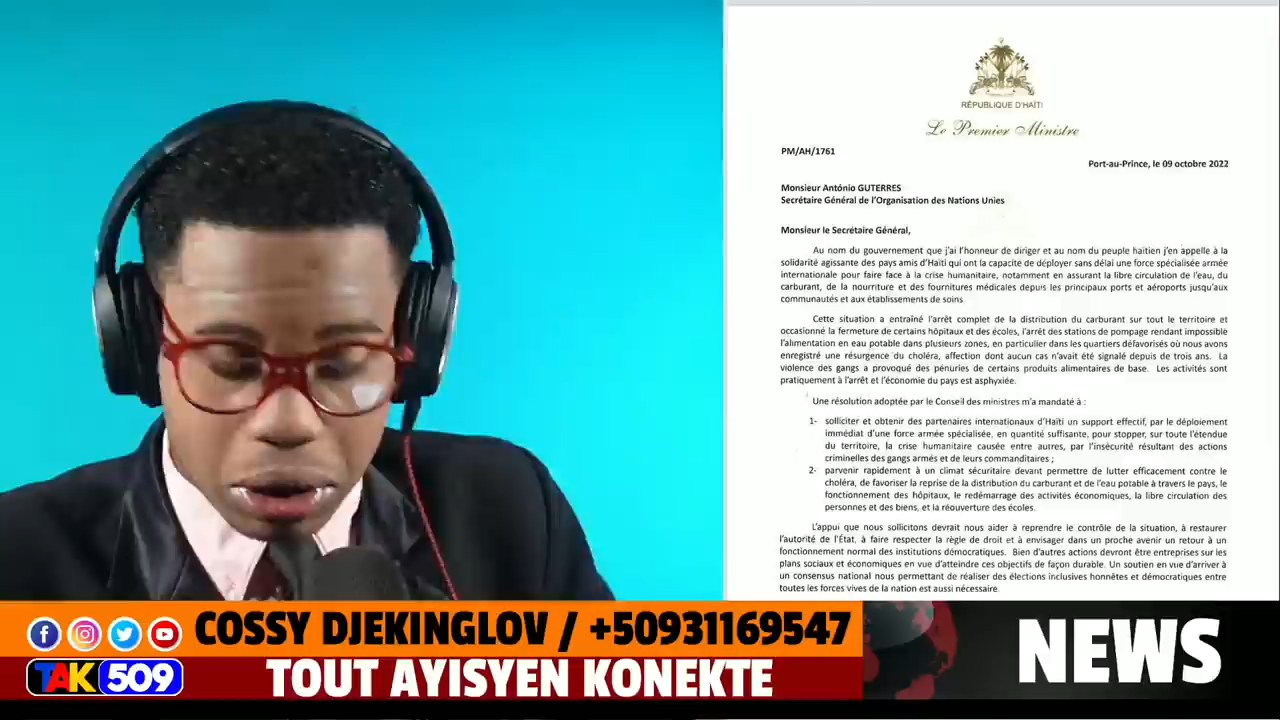 RÉPUBLIQUE D'HAÏTI
Le Premier Ministre
PM/AH/1761
Port-au-Prince, le 09 octobre 2022
Monsieur António GUTERRES
Secrétaire Général de l'Organisation des Nations Unies
Monsieur le Secrétaire Général,
Au nom du gouvernement que j'ai l'honneur de diriger et au nom du peuple haïtien j'en appelle à la
solidarité agissante des pays amis d'Haïti qui ont la capacite de déployer sans délai une force spécialisée armée
internationale pour faire face à la crise humanitaire, notamment en assurant la libre circulation de l'eau, du
carburant, de la nourriture et des fournitures médicales depuis les principaux ports et aéroports jusqu'aux
communautés et aux établissements de soins.
Cette situation a entraîné l'arrêt complet de la distribution du carburant sur tout le territoire et
occasionné la fermeture de certains hôpitaux et des écoles, l'arrêt des stations de pompage rendant impossible
l'alimentation en eau potable dans plusieurs zones, en particulier dans les quartiers défavorisés où nous avons
enregistré une résurgence du choléra, affection dont aucun cas n'avait été signalé depuis de trois ans. La
violence des gangs a provoqué des pénuries de certains produits alimentaires de base. Les activités sont
pratiquement à l'arrêt et l'économie du pays est asphyxiée.
Une résolution adoptée par le Conseil des ministres m'a mandaté à :
1- solliciter et obtenir des partenaires internationaux d'Haïti un support effectif, par le déploiement
immédiat d'une force armée spécialisée, en quantité suffisante, pour stopper, sur toute l'étendue
du territoire, la crise humanitaire causée entre autres, par l'insécurité résultant des actions
criminelles des gangs armés et de leurs commanditaires ;
2- parvenir rapidement à un climat sécuritaire devant permettre de lutter efficacement contre le
choléra, de favoriser la reprise de la distribution du carburant et de l'eau potable à travers le pays, le
fonctionnement des hôpitaux, le redémarrage des activités économiques, la libre circulation des
personnes et des biens, et la réouverture des écoles.
L'appui que nous sollicitons devrait nous aider à reprendre le contrôle de la situation, à restaurer
l'autorité de l'État, à faire respecter la règle de droit et à envisager dans un proche avenir un retour à un
fonctionnement normal des institutions démocratiques. Bien d'autres actions devront être entreprises sur les
plans sociaux et économiques en vue d'atteindre ces objectifs de façon durable. Un soutien en vue d'arriver à
un consensus national nous permettant de réaliser des élections inclusives honnêtes et démocratiques entre
toutes les forces vives de la nation est aussi nécessaire
COSSY DJEKINGLOV / +50931169547
TAK 509
TOUT AYISYEN KONEKTE
NEWS